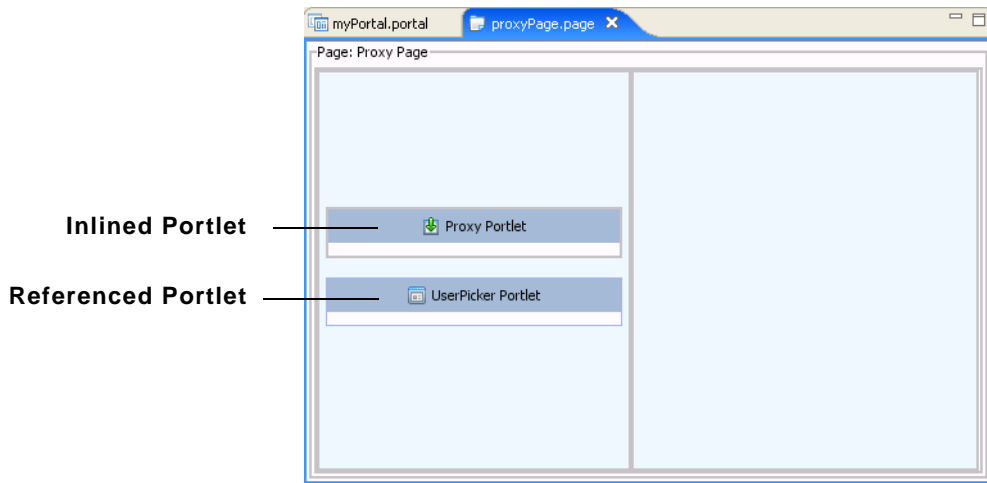 myPortal.portal proxyPage.page
Page: Proxy Page
Inlined Portlet Proxy Portlet
Referenced Portlet UserPicker Portlet